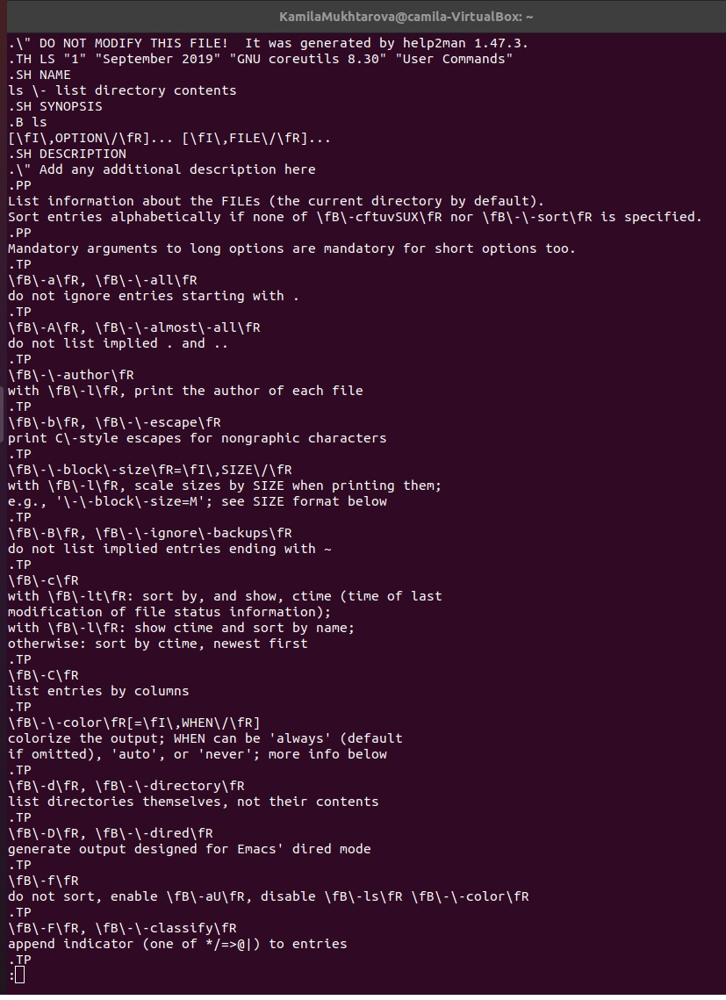 KamilaMukhtarova@camila-VirtualBox: ~
.\" DO NOT MODIFY THIS FILE!  It was generated by help2man 1.47.3.
.TH LS "1" "September 2019" "GNU coreutils 8.30" "User Commands"
.SH NAME
ls \- list directory contents
.SH SYNOPSIS
.B ls
[\fI\,OPTION\/\fR]... [\fI\,FILE\/\fR]...
.SH DESCRIPTION
.\" Add any additional description here
.PP
List information about the FILEs (the current directory by default).
Sort entries alphabetically if none of \fB\-cftuvSUX\fR nor \fB\-\-sort\fR is specified.
.PP
Mandatory arguments to long options are mandatory for short options too.
.TP
\fB\-a\fR, \fB\-\-all\fR
do not ignore entries starting with .
.TP
\fB\-A\fR, \fB\-\-almost\-all\fR
do not list implied . and ..
.TP
\fB\-\-author\fR
with \fB\-l\fR, print the author of each file
.TP
\fB\-b\fR, \fB\-\-escape\fR
print C\-style escapes for nongraphic characters
.TP
\fB\-\-block\-size\fR=\fI\,SIZE\/\fR
with \fB\-l\fR, scale sizes by SIZE when printing them;
e.g., '\-\-block\-size=M'; see SIZE format below
.TP
\fB\-B\fR, \fB\-\-ignore\-backups\fR
do not list implied entries ending with ~
.TP
\fB\-c\fR
with \fB\-lt\fR: sort by, and show, ctime (time of last
modification of file status information);
with \fB\-l\fR: show ctime and sort by name;
otherwise: sort by ctime, newest first
.TP
\fB\-C\fR
list entries by columns
.TP
\fB\-\-color\fR[=\fI\,WHEN\/\fR]
colorize the output; WHEN can be 'always' (default
if omitted), 'auto', or 'never'; more info below
.TP
\fB\-d\fR, \fB\-\-directory\fR
list directories themselves, not their contents
.TP
\fB\-D\fR, \fB\-\-dired\fR
generate output designed for Emacs' dired mode
.TP
\fB\-f\fR
do not sort, enable \fB\-aU\fR, disable \fB\-ls\fR \fB\-\-color\fR
.TP
\fB\-F\fR, \fB\-\-classify\fR
append indicator (one of */=>@|) to entries
.TP
: